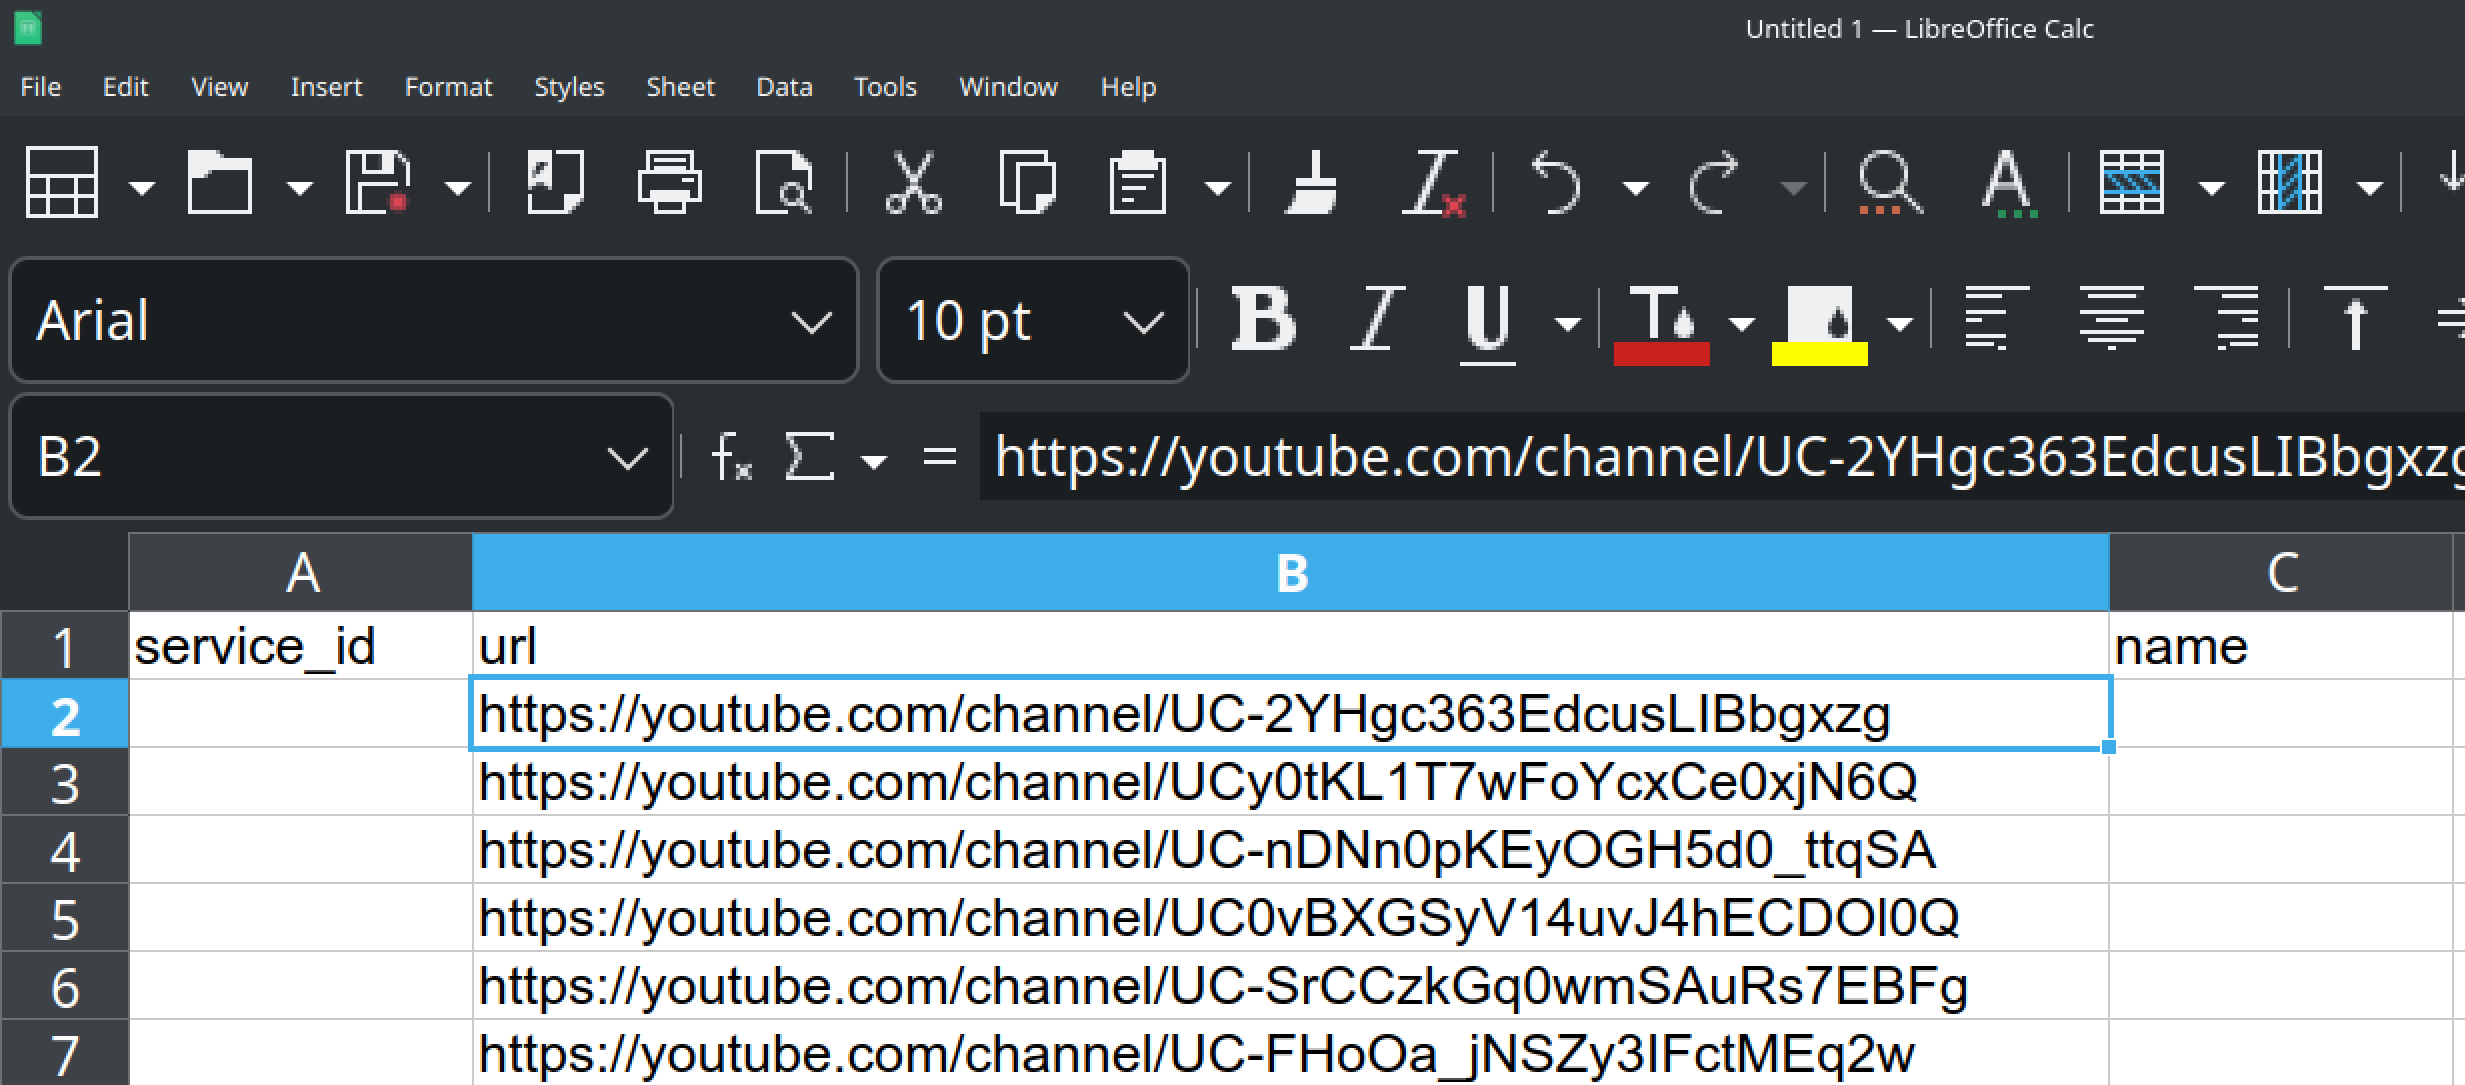 Untitled 1 — LibreOffice Calc
File Edit View Insert Format Styles Sheet Data Tools Window Help
Arial 10 pt
B2 = https://youtube.com/channel/UC-2YHgc363EdcusLIBbgxzg
A B C
1 service_id url name
2 https://youtube.com/channel/UC-2YHgc363EdcusLIBbgxzg
3 https://youtube.com/channel/UCy0tKL1T7wFoYcxCe0xjN6Q
4 https://youtube.com/channel/UC-nDNn0pKEyOGH5d0_ttqSA
5 https://youtube.com/channel/UC0vBXGSyV14uvJ4hECDOl0Q
6 https://youtube.com/channel/UC-SrCCzkGq0wmSAuRs7EBFg
7 https://youtube.com/channel/UC-FHoOa_jNSZy3IFctMEq2w